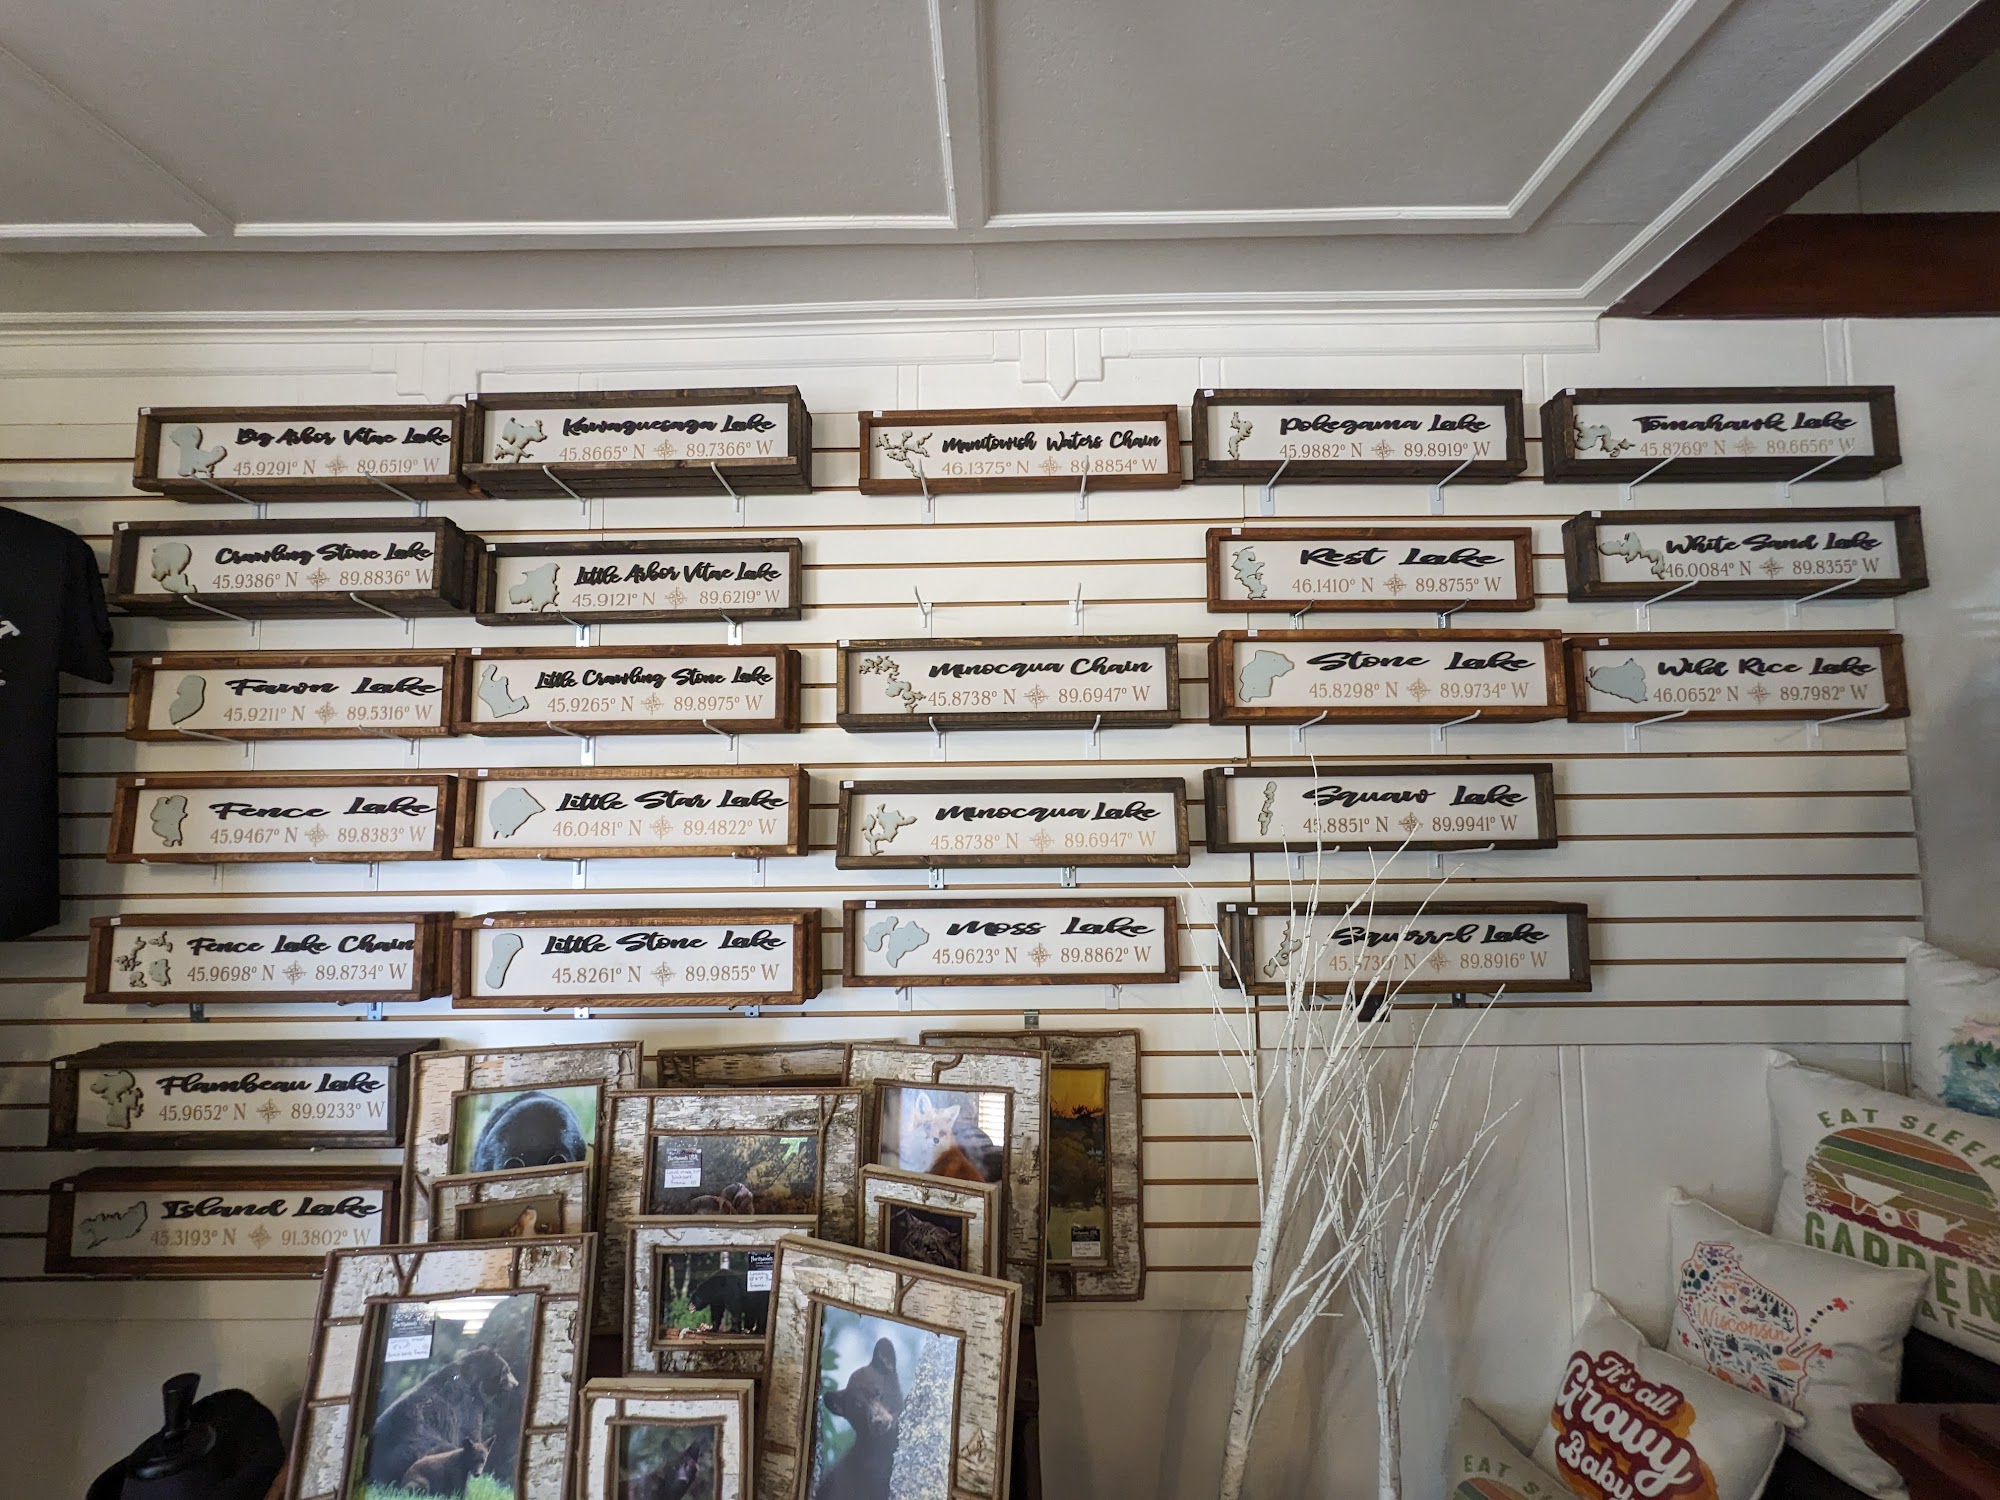 Big Arbor Vitae Lake
45.9291° N 89.6519° W
Kawaguesaga Lake
45.8665° N 89.7366° W
Manitowish Waters Chain
46.1375° N 89.8854° W
Pokegama Lake
45.9882° N 89.8919° W
Tomahawk Lake
45.8269° N 89.6656° W
Crawling Stone Lake
45.9386° N 89.8836° W
Little Arbor Vitae Lake
45.9121° N 89.6219° W
Rest Lake
46.1410° N 89.8755° W
White Sand Lake
46.0084° N 89.8355° W
Fawn Lake
45.9211° N 89.5316° W
Little Crawling Stone Lake
45.9265° N 89.8975° W
Minocqua Chain
45.8738° N 89.6947° W
Stone Lake
45.8298° N 89.9734° W
Wild Rice Lake
46.0652° N 89.7982° W
Fence Lake
45.9467° N 89.8383° W
Little Star Lake
46.0481° N 89.4822° W
Minocqua Lake
45.8738° N 89.6947° W
Squaw Lake
45.8851° N 89.9941° W
Fence Lake Chain
45.9698° N 89.8734° W
Little Stone Lake
45.8261° N 89.9855° W
Moss Lake
45.9623° N 89.8862° W
Squirrel Lake
N 89.8916° W
Flambeau Lake
45.9652° N 89.9233° W
Island Lake
45.3193° N 91.3802° W
EAT SLEEP
GARDEN
Wisconsin
It's all
Gravy
Baby
EAT SL